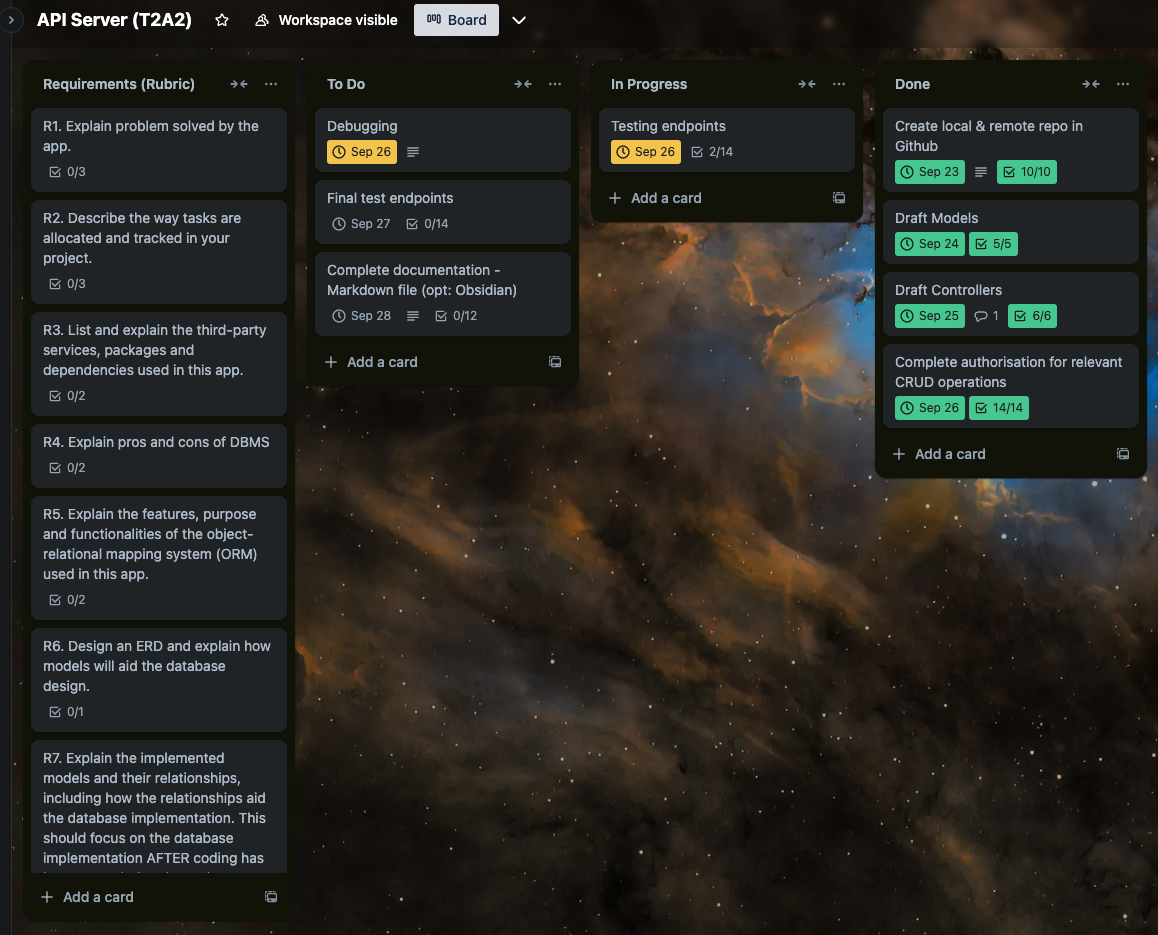 API Server (T2A2)
Workspace visible
Board
Requirements (Rubric)
R1. Explain problem solved by the
app.
0/3
R2. Describe the way tasks are
allocated and tracked in your
project.
0/3
R3. List and explain the third-party
services, packages and
dependencies used in this app.
0/2
R4. Explain pros and cons of DBMS
0/2
R5. Explain the features, purpose
and functionalities of the object-
relational mapping system (ORM)
used in this app.
0/2
R6. Design an ERD and explain how
models will aid the database
design.
0/1
R7. Explain the implemented
models and their relationships,
including how the relationships aid
the database implementation. This
should focus on the database
implementation AFTER coding has
+ Add a card
To Do
Debugging
Sep 26
Final test endpoints
Sep 27 0/14
Complete documentation -
Markdown file (opt: Obsidian)
Sep 28 0/12
+ Add a card
In Progress
Testing endpoints
Sep 26 2/14
+ Add a card
Done
Create local & remote repo in
Github
Sep 23 10/10
Draft Models
Sep 24 5/5
Draft Controllers
Sep 25 1 6/6
Complete authorisation for relevant
CRUD operations
Sep 26 14/14
+ Add a card